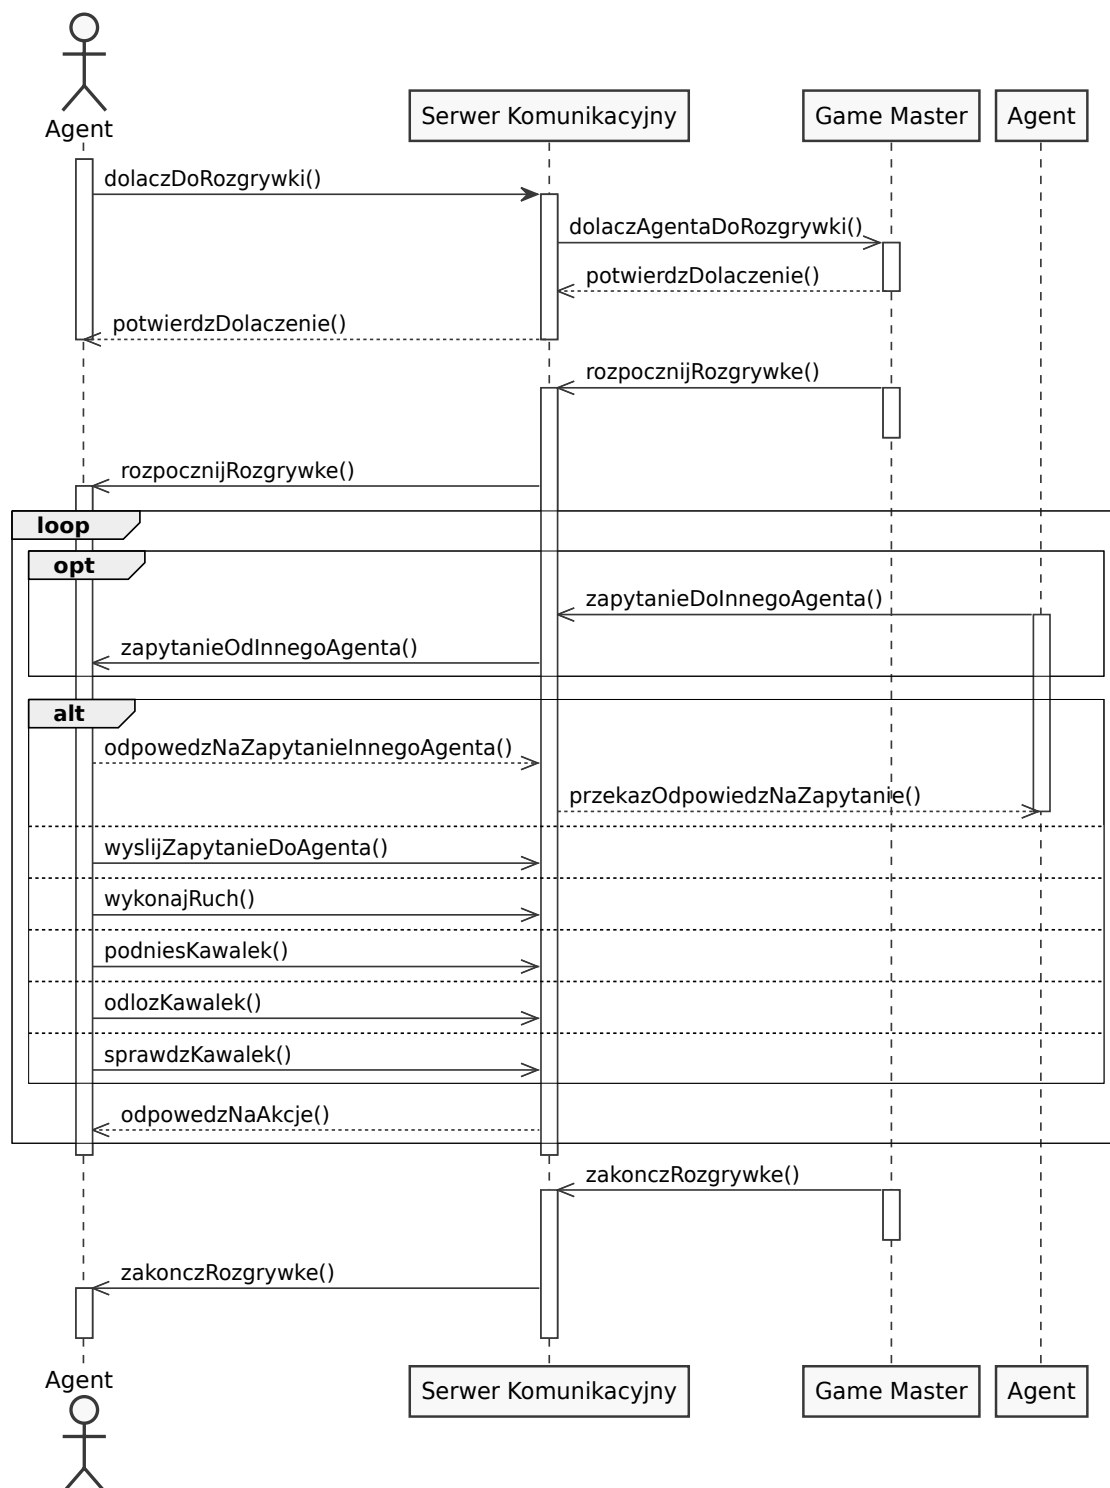 Agent
Serwer Komunikacyjny
Game Master
Agent
dolaczDoRozgrywki()
dolaczAgentaDoRozgrywki()
potwierdzDolaczenie()
potwierdzDolaczenie()
rozpocznijRozgrywke()
rozpocznijRozgrywke()
loop
opt
zapytanieDoInnegoAgenta()
zapytanieOdInnegoAgenta()
alt
odpowedzNaZapytanieInnegoAgenta()
przekazOdpowiedzNaZapytanie()
wyslijZapytanieDoAgenta()
wykonajRuch()
podniesKawalek()
odlozKawalek()
sprawdzKawalek()
odpowedzNaAkcje()
zakonczRozgrywke()
zakonczRozgrywke()
Agent
Serwer Komunikacyjny
Game Master
Agent